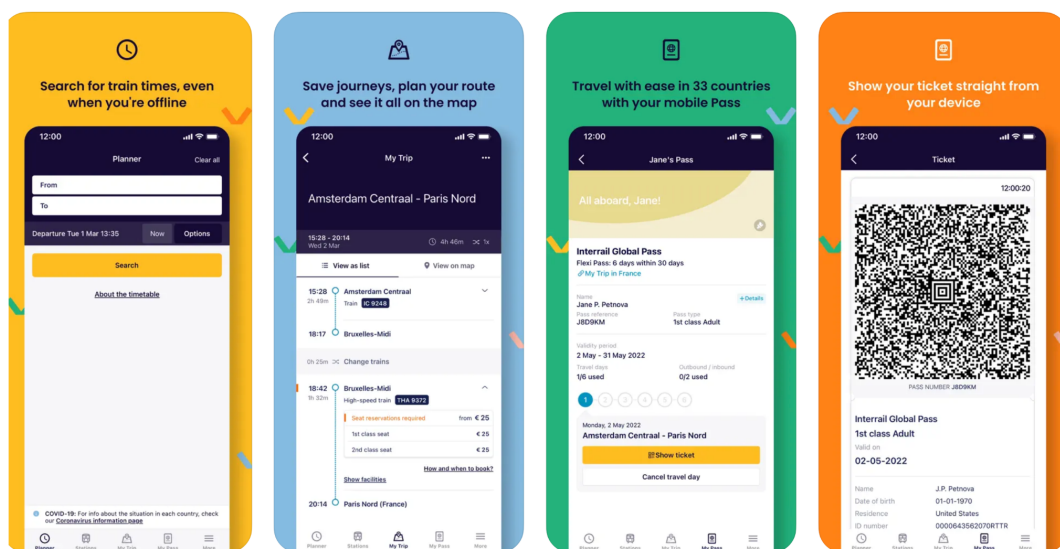 Search for train times, even
when you're offline
12:00
Planner
Clear all
From
To
Departure Tue 1 Mar 13:35
Now
Options
Search
About the timetable
COVID-19: For info about the situation in each country, check
our Coronavirus information page
Planner
Stations
My Trip
My Pass
More
Save journeys, plan your route
and see it all on the map
12:00
My Trip
Amsterdam Centraal - Paris Nord
15:28 - 20:14
Wed 2 Mar
4h 46m
1x
View as list
View on map
15:28 Amsterdam Centraal
2h 49m Train IC 9248
18:17 Bruxelles-Midi
0h 25m Change trains
18:42 Bruxelles-Midi
1h 32m High-speed train THA 9372
Seat reservations required from € 25
1st class seat € 25
2nd class seat € 25
How and when to book?
Show facilities
20:14 Paris Nord (France)
Planner
Stations
My Trip
My Pass
More
Travel with ease in 33 countries
with your mobile Pass
12:00
Jane's Pass
All aboard, Jane!
Interrail Global Pass
Flexi Pass: 6 days within 30 days
My Trip in France
Name
+ Details
Jane P. Petnova
Pass reference Pass type
J8D9KM 1st class Adult
Validity period
2 May - 31 May 2022
Travel days Outbound / inbound
1/6 used 0/2 used
1 2 3 4 5 6
Monday, 2 May 2022
Amsterdam Centraal - Paris Nord
Show ticket
Cancel travel day
Planner
Stations
My Trip
My Pass
More
Show your ticket straight from
your device
12:00
Ticket
12:00:20
PASS NUMBER J8D9KM
Interrail Global Pass
1st class Adult
Valid on
02-05-2022
Name J.P. Petnova
Date of birth 01-01-1970
Residence United States
ID number 0000643562070RTTR
Planner
Stations
My Trip
My Pass
More